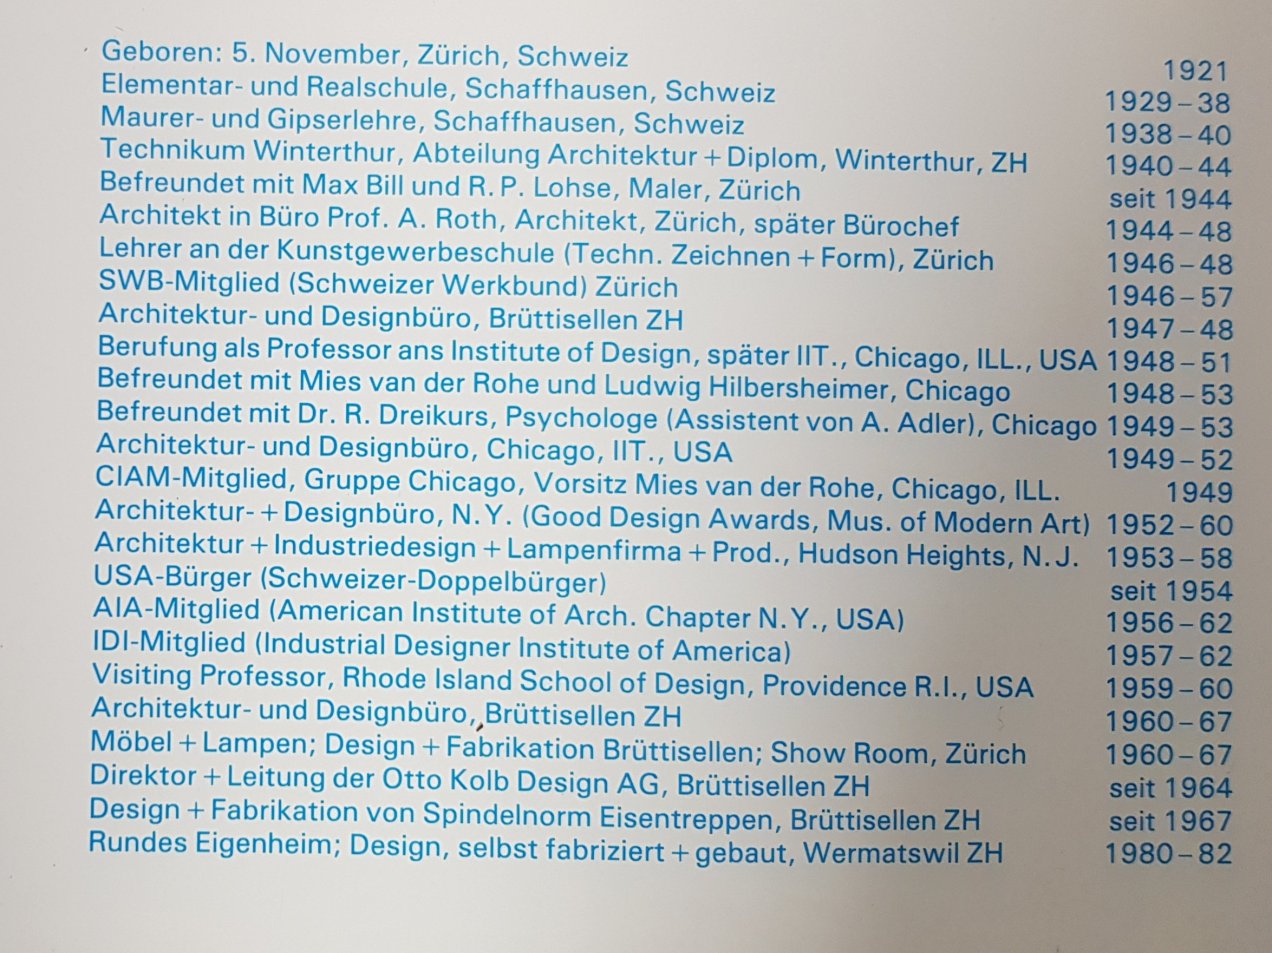 Geboren: 5. November, Zürich, Schweiz 1921
Elementar- und Realschule, Schaffhausen, Schweiz 1929–38
Maurer- und Gipserlehre, Schaffhausen, Schweiz 1938–40
Technikum Winterthur, Abteilung Architektur + Diplom, Winterthur, ZH 1940–44
Befreundet mit Max Bill und R. P. Lohse, Maler, Zürich seit 1944
Architekt in Büro Prof. A. Roth, Architekt, Zürich, später Bürochef 1944–48
Lehrer an der Kunstgewerbeschule (Techn. Zeichnen + Form), Zürich 1946–48
SWB-Mitglied (Schweizer Werkbund) Zürich 1946–57
Architektur- und Designbüro, Brüttisellen ZH 1947–48
Berufung als Professor ans Institute of Design, später IIT., Chicago, ILL., USA 1948–51
Befreundet mit Mies van der Rohe und Ludwig Hilbersheimer, Chicago 1948–53
Befreundet mit Dr. R. Dreikurs, Psychologe (Assistent von A. Adler), Chicago 1949–53
Architektur- und Designbüro, Chicago, IIT., USA 1949–52
CIAM-Mitglied, Gruppe Chicago, Vorsitz Mies van der Rohe, Chicago, ILL. 1949
Architektur- + Designbüro, N. Y. (Good Design Awards, Mus. of Modern Art) 1952–60
Architektur + Industriedesign + Lampenfirma + Prod., Hudson Heights, N. J. 1953–58
USA-Bürger (Schweizer-Doppelbürger) seit 1954
AIA-Mitglied (American Institute of Arch. Chapter N. Y., USA) 1956–62
IDI-Mitglied (Industrial Designer Institute of America) 1957–62
Visiting Professor, Rhode Island School of Design, Providence R.I., USA 1959–60
Architektur- und Designbüro, Brüttisellen ZH 1960–67
Möbel + Lampen; Design + Fabrikation Brüttisellen; Show Room, Zürich 1960–67
Direktor + Leitung der Otto Kolb Design AG, Brüttisellen ZH seit 1964
Design + Fabrikation von Spindelnorm Eisentreppen, Brüttisellen ZH seit 1967
Rundes Eigenheim; Design, selbst fabriziert + gebaut, Wermatswil ZH 1980–82